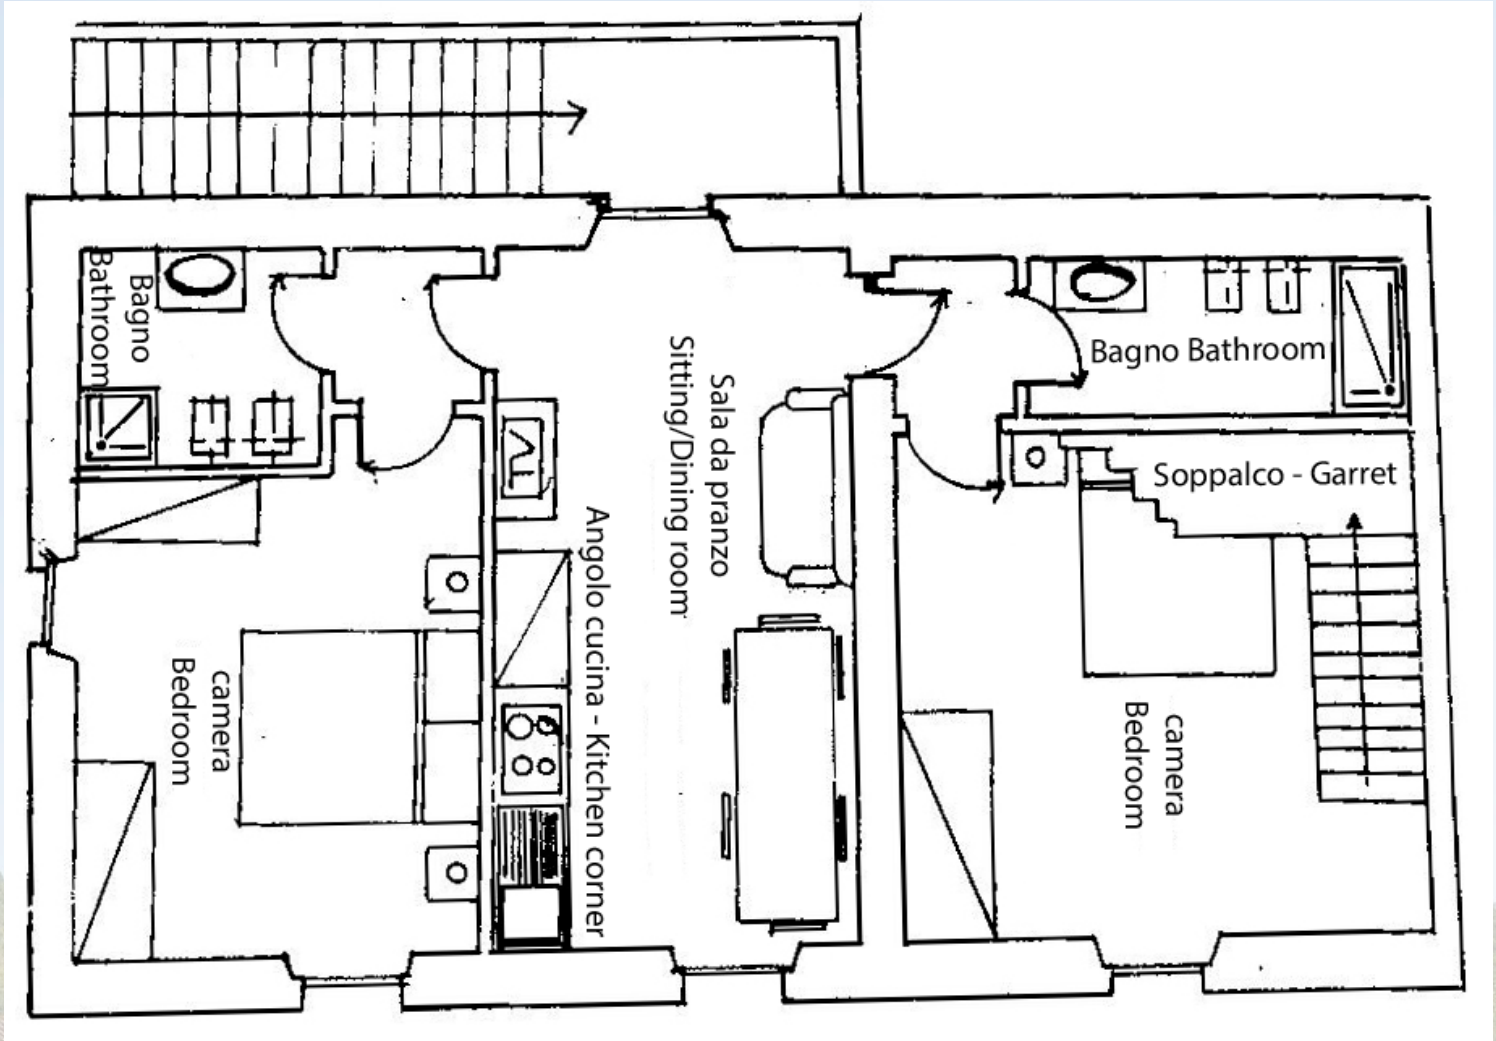 Bagno
Bathroom
Sala da pranzo
Sitting/Dining room
Bagno Bathroom
Soppalco - Garret
Angolo cucina - Kitchen corner
camera
Bedroom
camera
Bedroom
TV